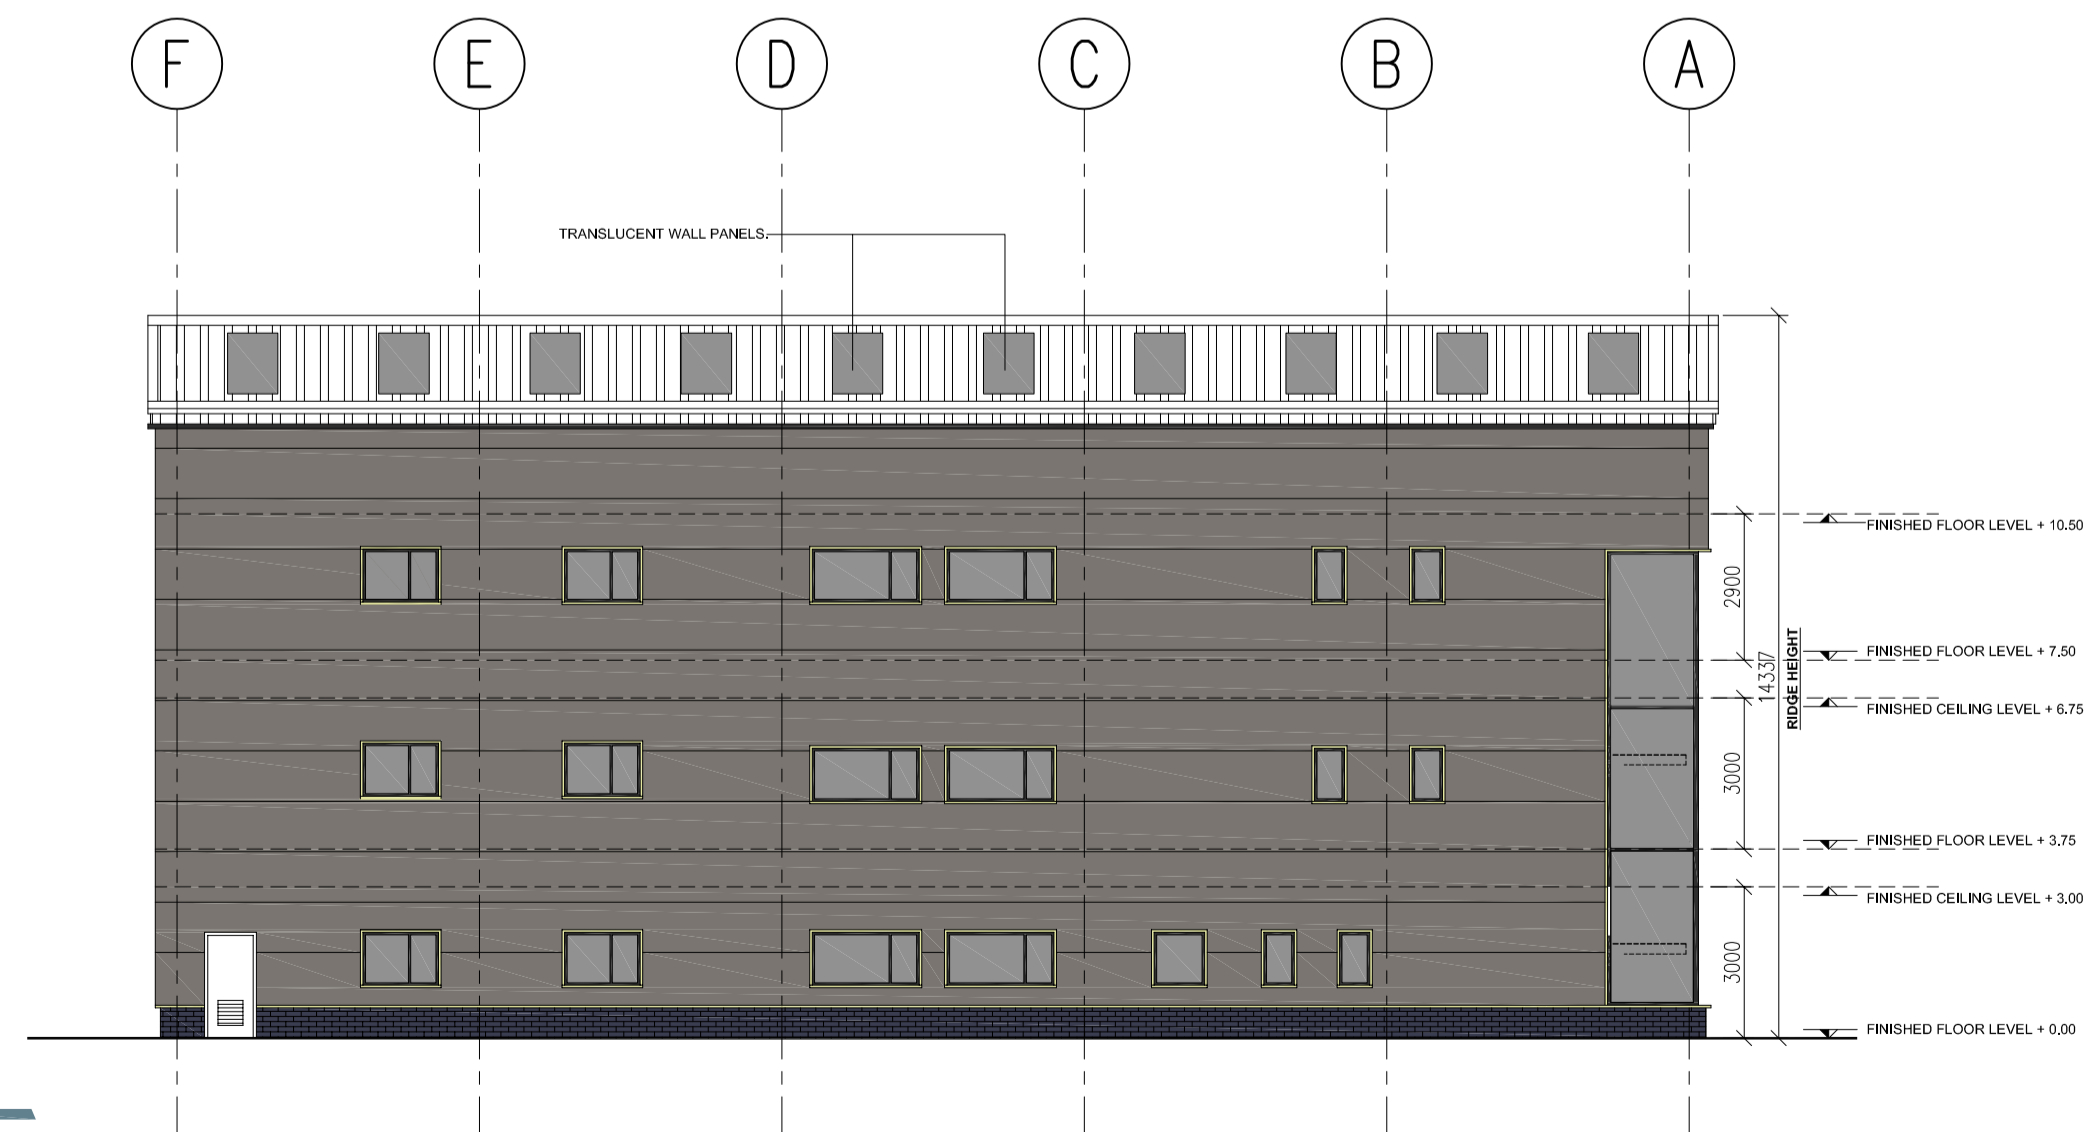 F E D C B A
TRANSLUCENT WALL PANELS.
FINISHED FLOOR LEVEL + 10.50
2900
FINISHED FLOOR LEVEL + 7.50
14337
RIDGE HEIGHT
FINISHED CEILING LEVEL + 6.75
3000
FINISHED FLOOR LEVEL + 3.75
FINISHED CEILING LEVEL + 3.00
3000
FINISHED FLOOR LEVEL + 0.00